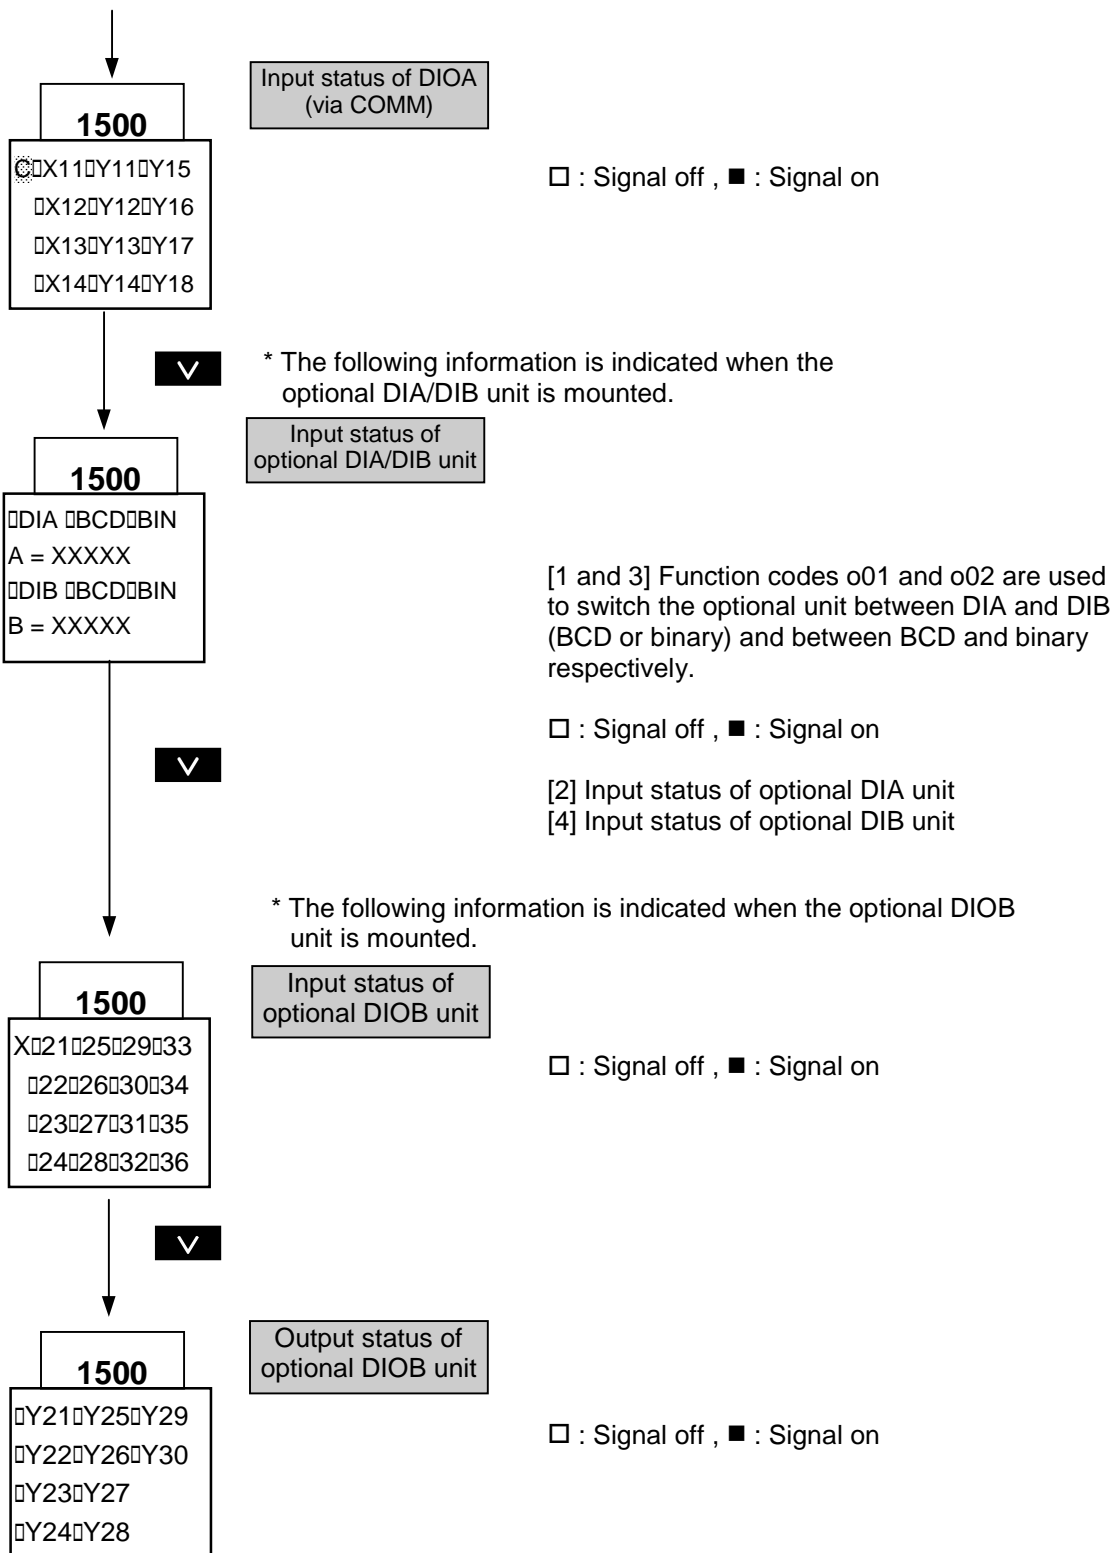 Input status of DIOA
(via COMM)
1500
C▯X11▯Y11▯Y15
▯X12▯Y12▯Y16
▯X13▯Y13▯Y17
▯X14▯Y14▯Y18
□ : Signal off , ■ : Signal on
* The following information is indicated when the
optional DIA/DIB unit is mounted.
Input status of
optional DIA/DIB unit
1500
▯DIA ▯BCD▯BIN
A = XXXXX
▯DIB ▯BCD▯BIN
B = XXXXX
[1 and 3] Function codes o01 and o02 are used
to switch the optional unit between DIA and DIB
(BCD or binary) and between BCD and binary
respectively.
□ : Signal off , ■ : Signal on
[2] Input status of optional DIA unit
[4] Input status of optional DIB unit
* The following information is indicated when the optional DIOB
unit is mounted.
Input status of
optional DIOB unit
1500
X▯21▯25▯29▯33
▯22▯26▯30▯34
▯23▯27▯31▯35
▯24▯28▯32▯36
□ : Signal off , ■ : Signal on
Output status of
optional DIOB unit
1500
▯Y21▯Y25▯Y29
▯Y22▯Y26▯Y30
▯Y23▯Y27
▯Y24▯Y28
□ : Signal off , ■ : Signal on